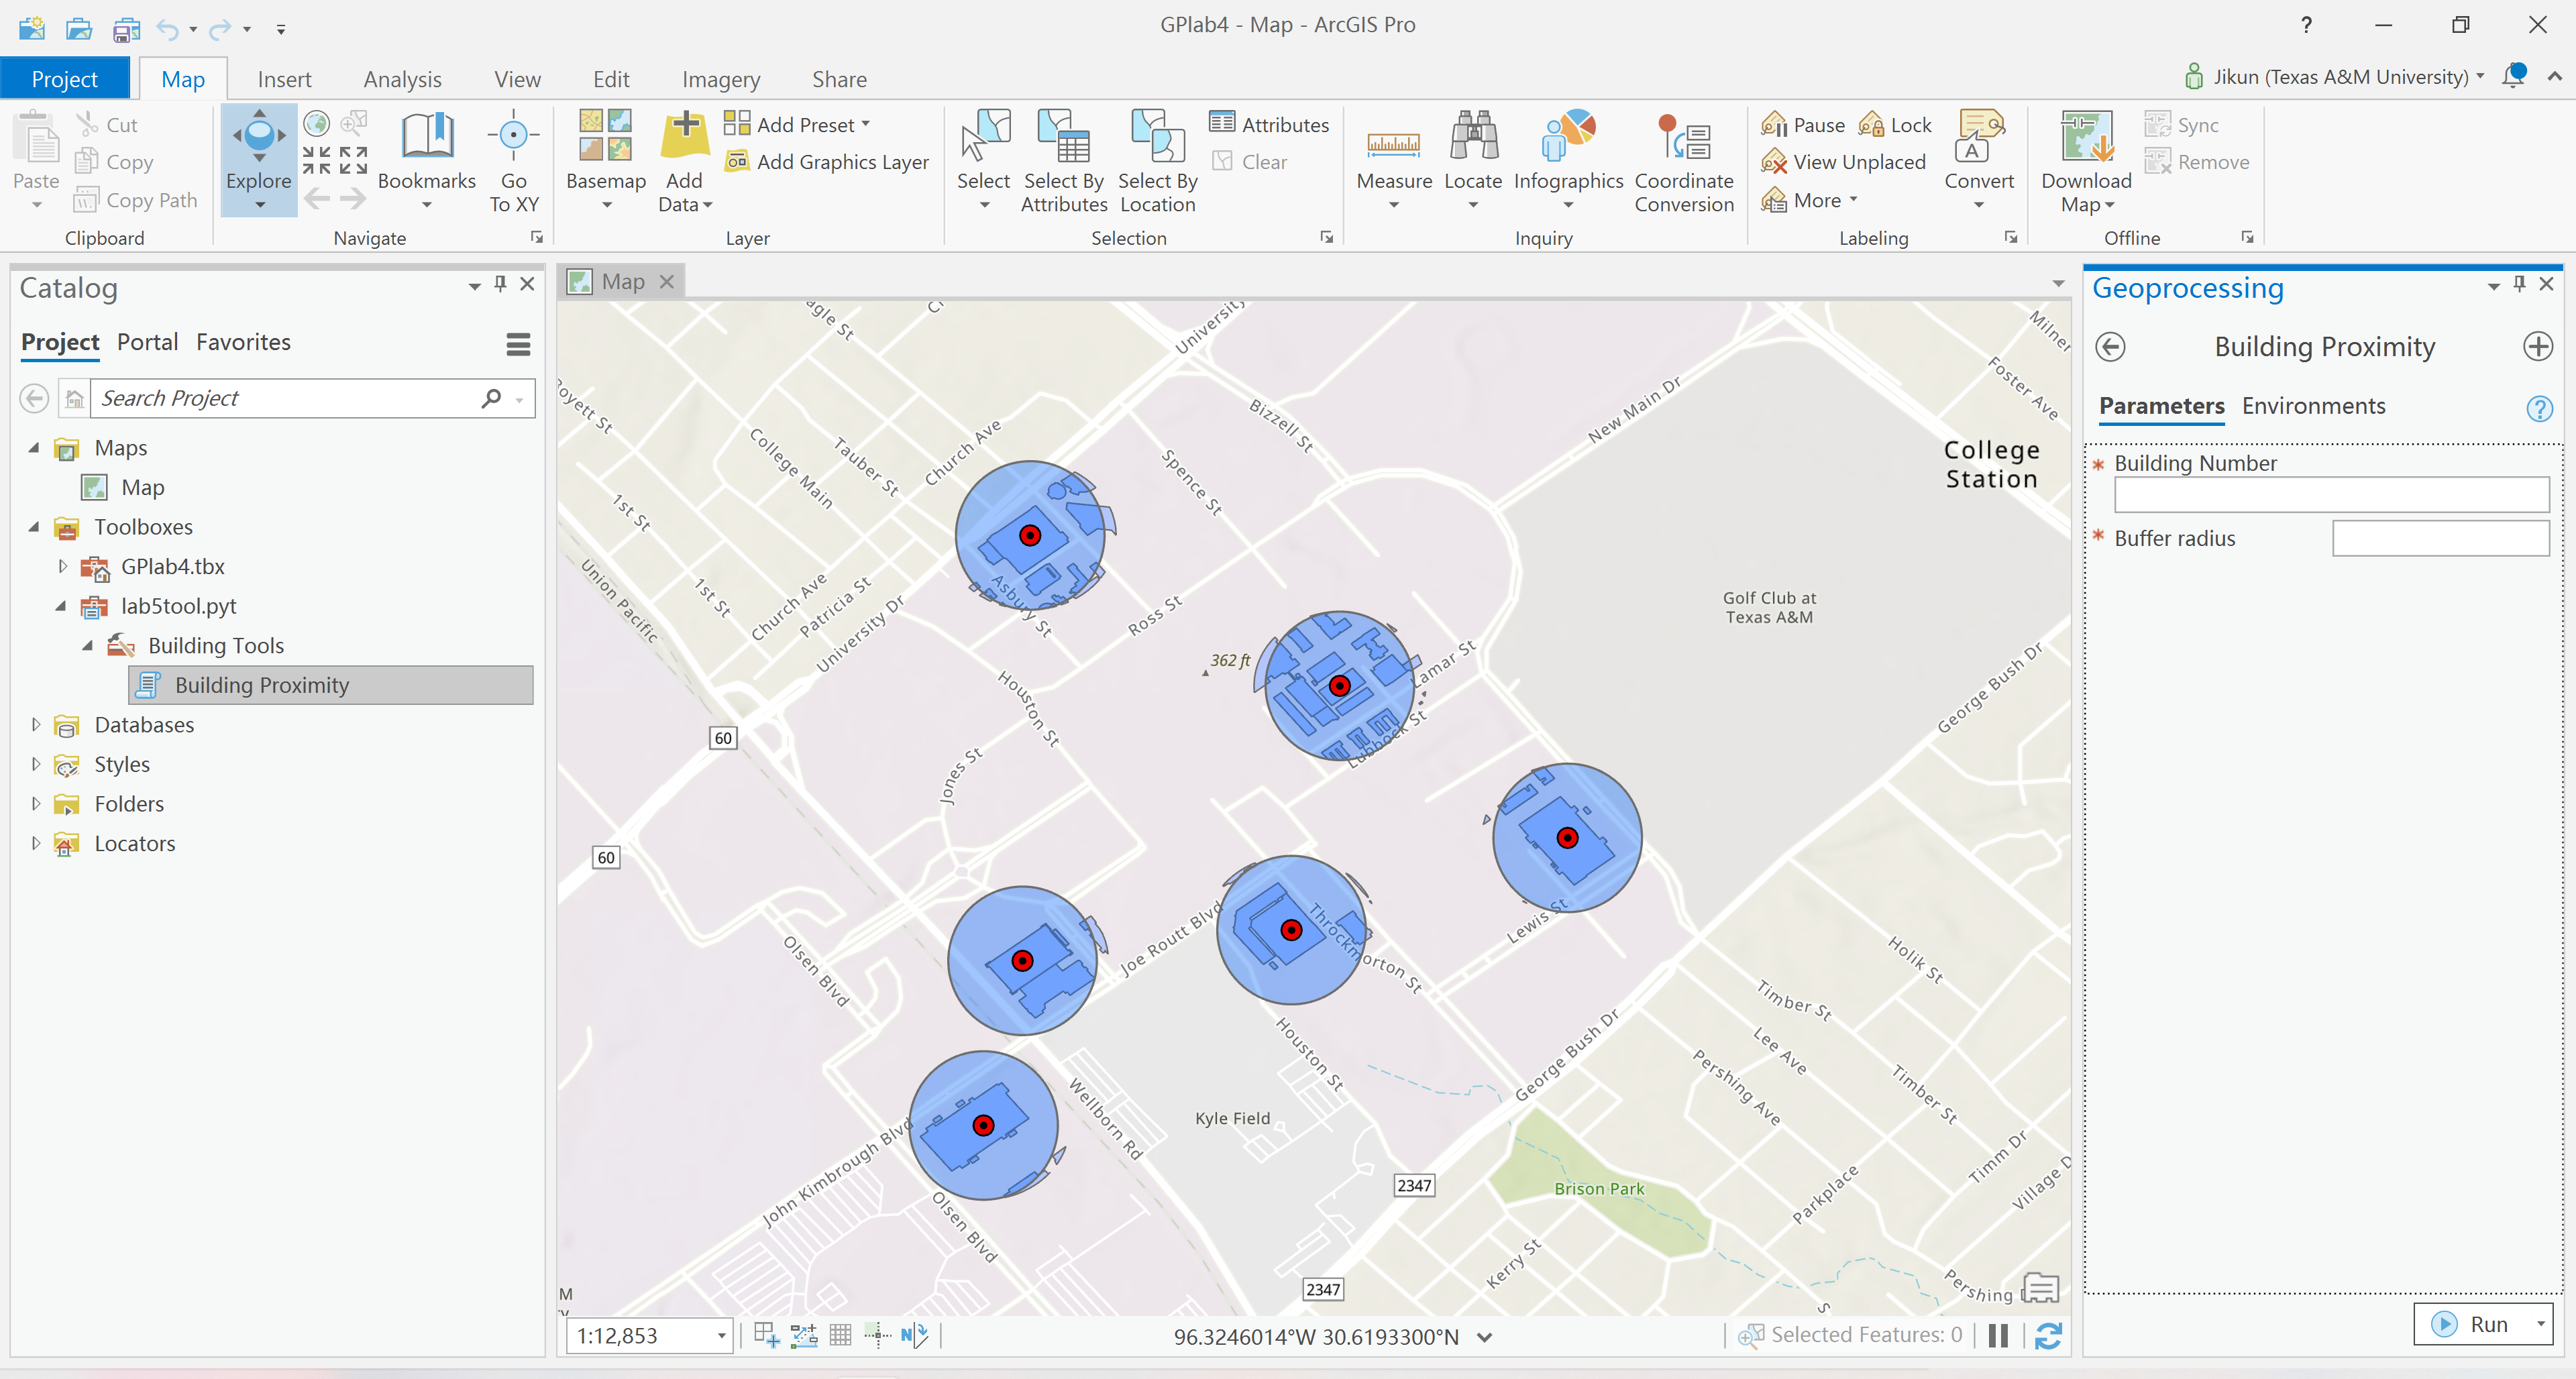 GPlab4 - Map - ArcGIS Pro
?
Project Map Insert Analysis View Edit Imagery Share
Jikun (Texas A&M University)
Paste
Cut
Copy
Copy Path
Clipboard
Explore
Bookmarks
Go
To XY
Navigate
Basemap
Add
Data
Add Preset
Add Graphics Layer
Layer
Select
Select By
Attributes
Select By
Location
Attributes
Clear
Selection
Measure
Locate
Infographics
Coordinate
Conversion
Inquiry
Pause
Lock
View Unplaced
More
A
Convert
Labeling
Download
Map
Sync
Remove
Offline
Catalog
Project Portal Favorites
Search Project
Maps
Map
Toolboxes
GPlab4.tbx
lab5tool.pyt
Building Tools
Building Proximity
Databases
Styles
Folders
Locators
Map
University
Bizzell St
New Main Dr
Milner
Foster Ave
College
Station
College Main
Tauber St
Church Ave
Spence St
1st St
1st St
Church Ave
Patricia St
University Dr
Union Pacific
Asbury St
Ross St
Golf Club at
Texas A&M
362 ft
Lamar St
Lubbock St
Houston St
George Bush Dr
60
Jones St
60
Olsen Blvd
Joe Routt Blvd
Throckmorton St
Lewis St
Holik St
Timber St
Lee Ave
Pershing Ave
Timber St
George Bush Dr
Houston St
Wellborn Rd
Kyle Field
John Kimbrough Blvd
Olsen Blvd
2347
Brison Park
Parkplace
Timm Dr
Village D
Kerry St
2347
Pershing
S
M
1:12,853
N
96.3246014°W 30.6193300°N
Selected Features: 0
Geoprocessing
Building Proximity
Parameters Environments
?
* Building Number
* Buffer radius
Run